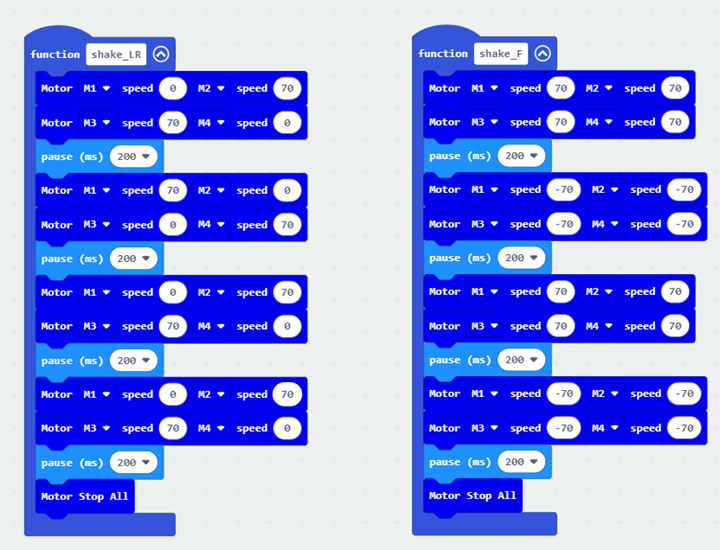 function shake_LR
Motor M1 speed 0 M2 speed 70
Motor M3 speed 70 M4 speed 0
pause (ms) 200
Motor M1 speed 70 M2 speed 0
Motor M3 speed 0 M4 speed 70
pause (ms) 200
Motor M1 speed 0 M2 speed 70
Motor M3 speed 70 M4 speed 0
pause (ms) 200
Motor M1 speed 0 M2 speed 70
Motor M3 speed 70 M4 speed 0
pause (ms) 200
Motor Stop All
function shake_F
Motor M1 speed 70 M2 speed 70
Motor M3 speed 70 M4 speed 70
pause (ms) 200
Motor M1 speed -70 M2 speed -70
Motor M3 speed -70 M4 speed -70
pause (ms) 200
Motor M1 speed 70 M2 speed 70
Motor M3 speed 70 M4 speed 70
pause (ms) 200
Motor M1 speed -70 M2 speed -70
Motor M3 speed -70 M4 speed -70
pause (ms) 200
Motor Stop All